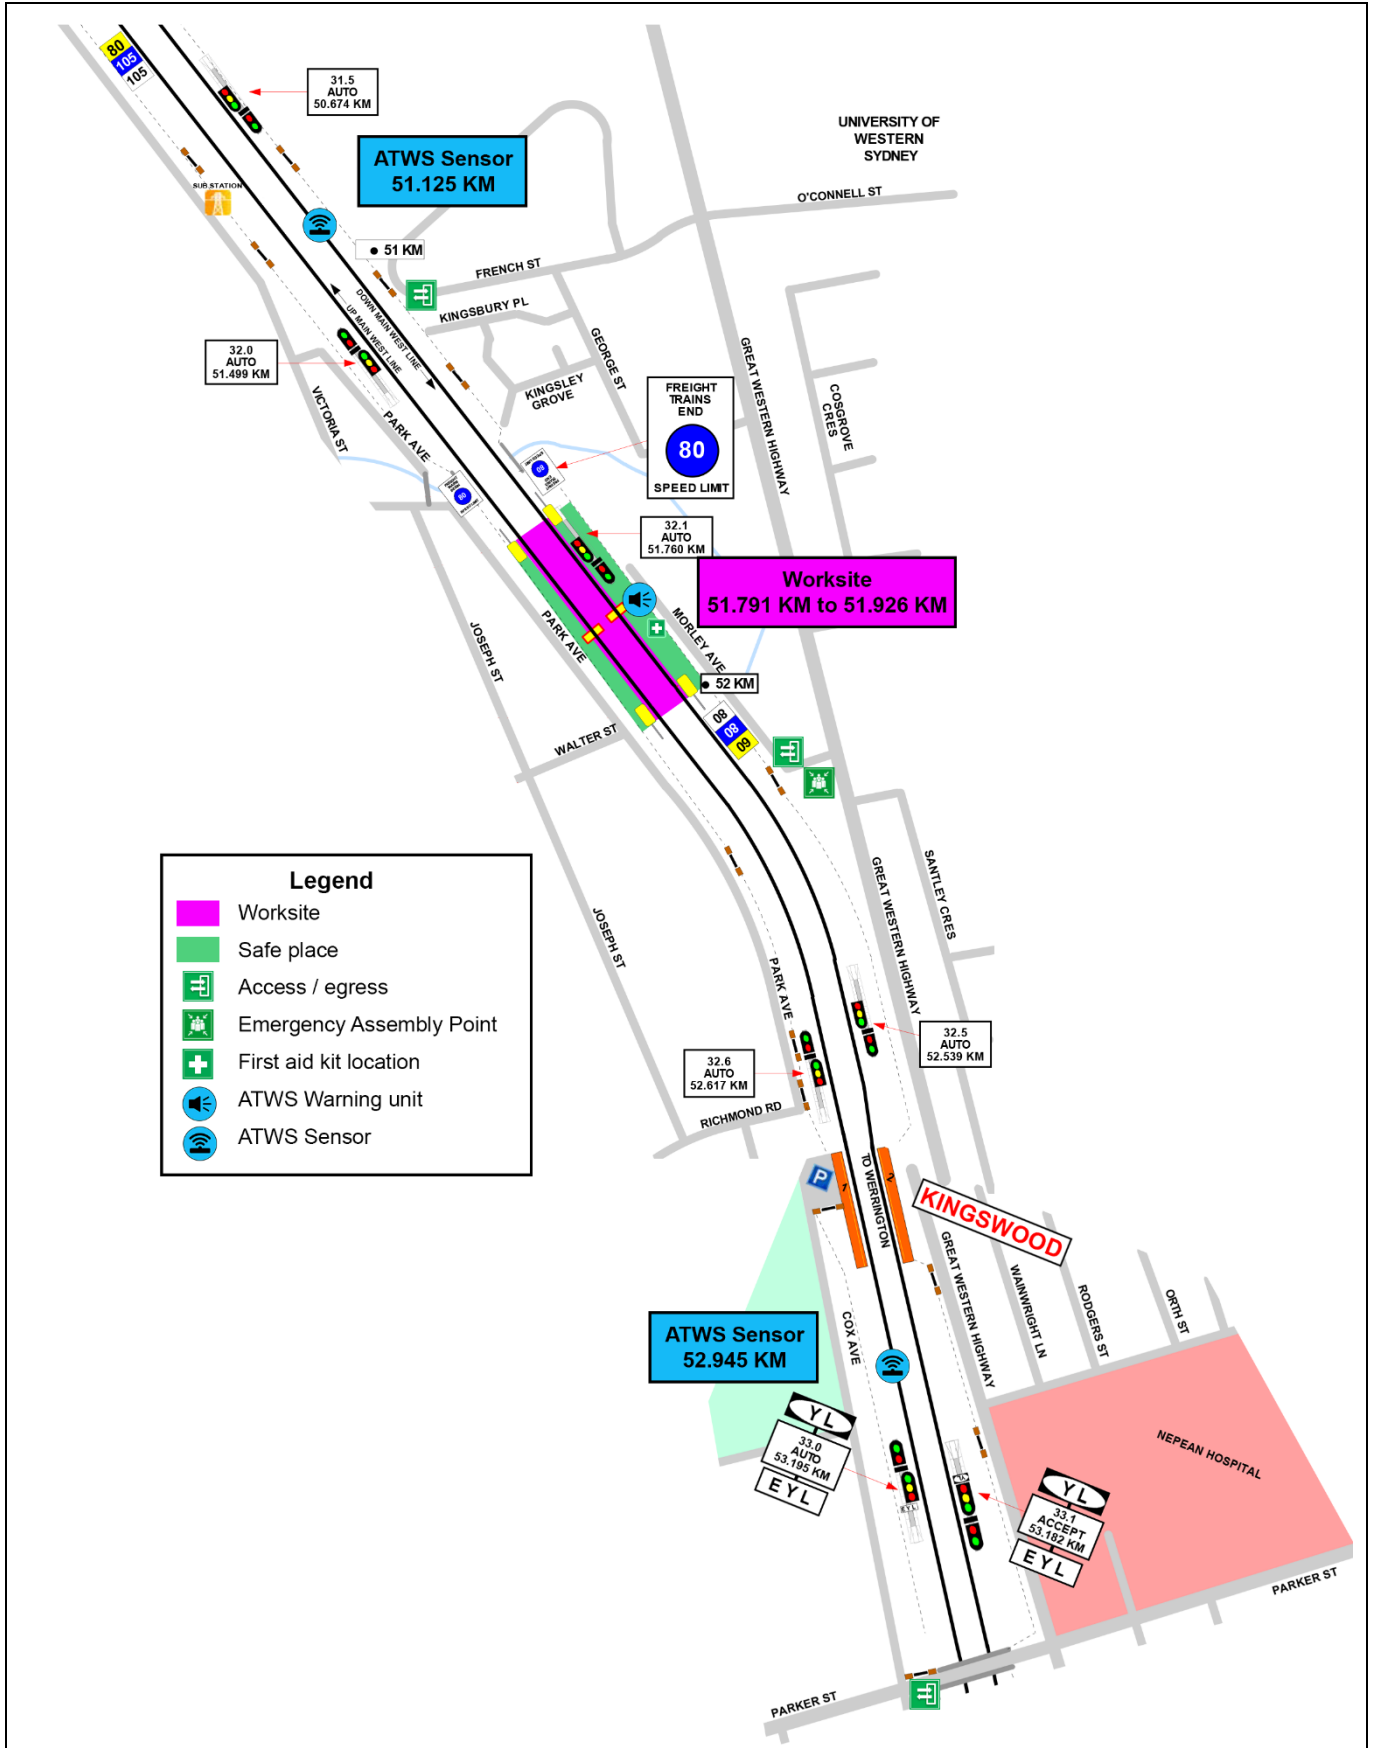 80
105
105
31.5
AUTO
50.674 KM
UNIVERSITY OF
WESTERN
SYDNEY
ATWS Sensor
51.125 KM
SUB STATION
O'CONNELL ST
51 KM
FRENCH ST
KINGSBURY PL
DOWN MAIN WEST LINE
UP MAIN WEST LINE
32.0
AUTO
51.499 KM
GEORGE ST
GREAT WESTERN HIGHWAY
KINGSLEY
GROVE
COSGROVE
CRES
VICTORIA ST
PARK AVE
FREIGHT
TRAINS
END
80
SPEED LIMIT
80
80
32.1
AUTO
51.760 KM
Worksite
51.791 KM to 51.926 KM
PARK AVE
MORLEY AVE
JOSEPH ST
52 KM
80
80
60
WALTER ST
Legend
Worksite
Safe place
Access / egress
Emergency Assembly Point
First aid kit location
ATWS Warning unit
ATWS Sensor
GREAT WESTERN HIGHWAY
SANTLEY CRES
JOSEPH ST
PARK AVE
32.5
AUTO
52.539 KM
32.6
AUTO
52.617 KM
RICHMOND RD
P
1
2
TO WERRINGTON
KINGSWOOD
GREAT WESTERN HIGHWAY
WAINWRIGHT LN
RODGERS ST
ORTH ST
COX AVE
ATWS Sensor
52.945 KM
YL
33.0
AUTO
53.195 KM
EYL
EYL
YL
YL
33.1
ACCEPT
53.182 KM
EYL
NEPEAN HOSPITAL
PARKER ST
PARKER ST